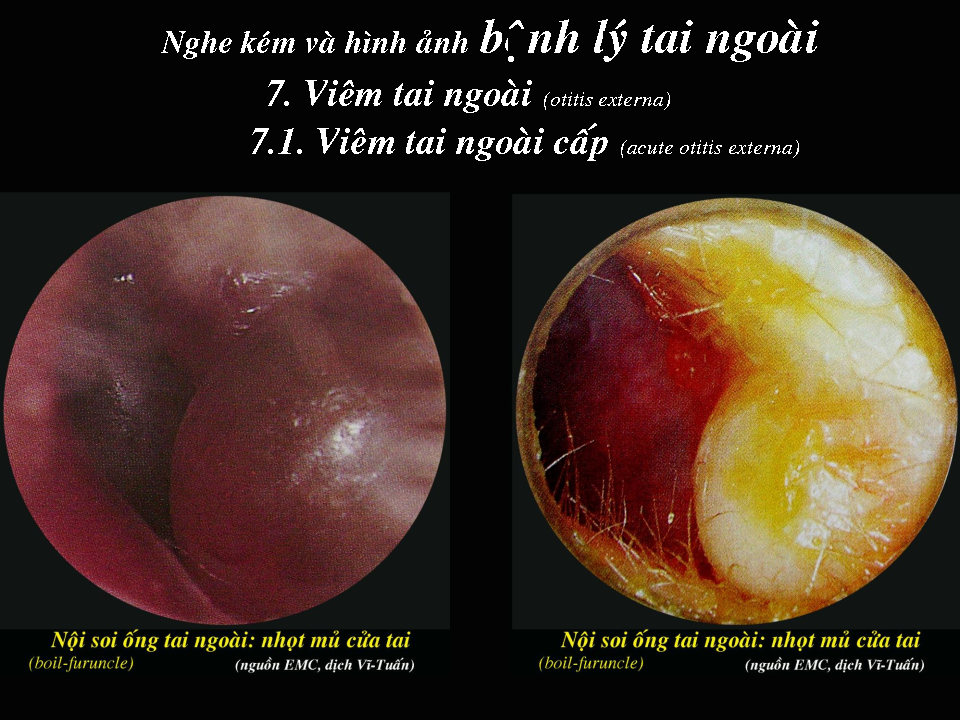 Nghe kém và hình ảnh bệnh lý tai ngoài
7. Viêm tai ngoài (otitis externa)
7.1. Viêm tai ngoài cấp (acute otitis externa)
Nội soi ống tai ngoài: nhọt mủ cửa tai
(boil-furuncle) (nguồn EMC, dịch Vĩ-Tuấn)
Nội soi ống tai ngoài: nhọt mủ cửa tai
(boil-furuncle) (nguồn EMC, dịch Vĩ-Tuấn)